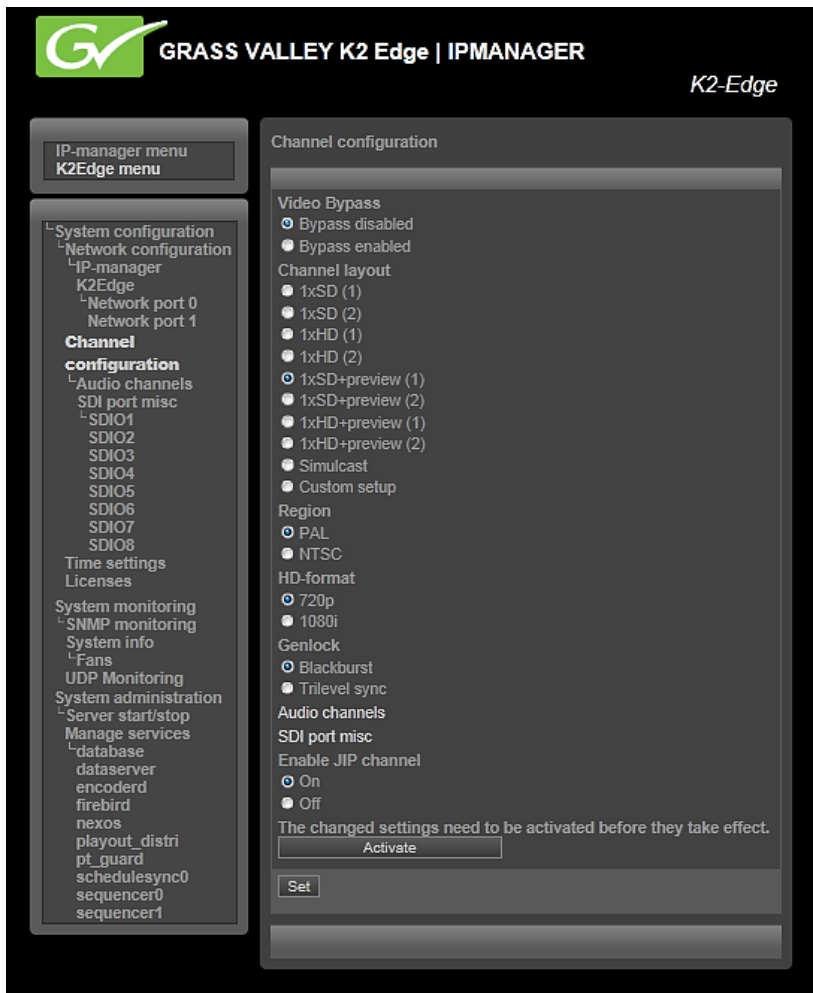 GV
GRASS VALLEY K2 Edge | IPMANAGER
K2-Edge
IP-manager menu
K2Edge menu
System configuration
Network configuration
IP-manager
K2Edge
Network port 0
Network port 1
Channel
configuration
Audio channels
SDI port misc
SDIO1
SDIO2
SDIO3
SDIO4
SDIO5
SDIO6
SDIO7
SDIO8
Time settings
Licenses
System monitoring
SNMP monitoring
System info
Fans
UDP Monitoring
System administration
Server start/stop
Manage services
database
dataserver
encoderd
firebird
nexos
playout_distri
pt_guard
schedulesync0
sequencer0
sequencer1
Channel configuration
Video Bypass
Bypass disabled
Bypass enabled
Channel layout
1xSD (1)
1xSD (2)
1xHD (1)
1xHD (2)
1xSD+preview (1)
1xSD+preview (2)
1xHD+preview (1)
1xHD+preview (2)
Simulcast
Custom setup
Region
PAL
NTSC
HD-format
720p
1080i
Genlock
Blackburst
Trilevel sync
Audio channels
SDI port misc
Enable JIP channel
On
Off
The changed settings need to be activated before they take effect.
Activate
Set